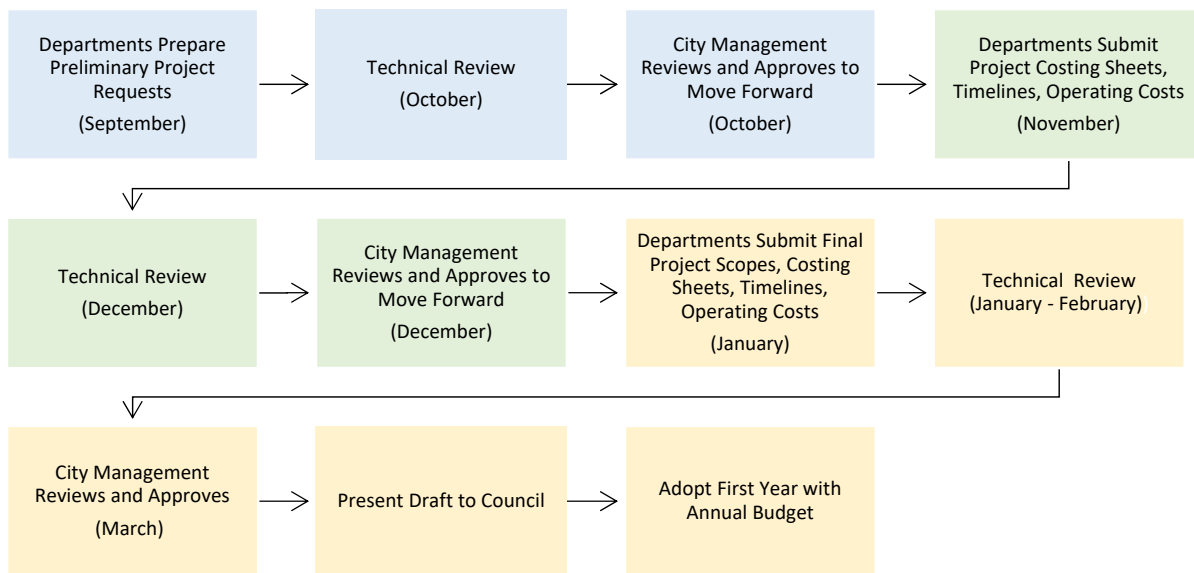 Departments Prepare
Preliminary Project
Requests
(September)
Technical Review
(October)
City Management
Reviews and Approves to
Move Forward
(October)
Departments Submit
Project Costing Sheets,
Timelines, Operating Costs
(November)
Technical Review
(December)
City Management
Reviews and Approves to
Move Forward
(December)
Departments Submit Final
Project Scopes, Costing
Sheets, Timelines,
Operating Costs
(January)
Technical  Review
(January - February)
City Management
Reviews and Approves
(March)
Present Draft to Council
Adopt First Year with
Annual Budget